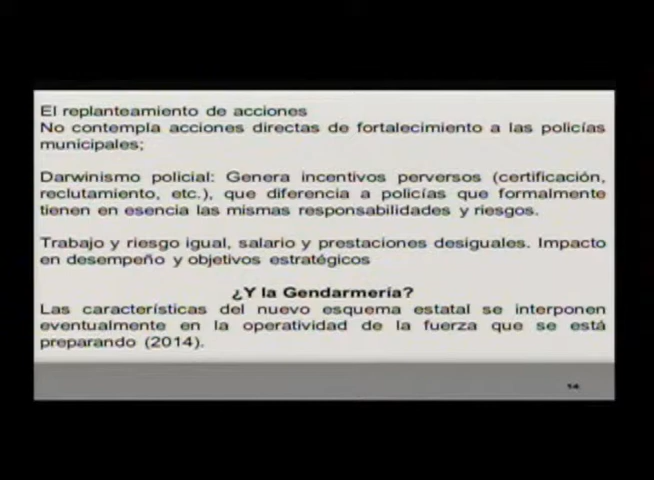 El replanteamiento de acciones
No contempla acciones directas de fortalecimiento a las policías
municipales;
Darwinismo policial: Genera incentivos perversos (certificación,
reclutamiento, etc.), que diferencia a policías que formalmente
tienen en esencia las mismas responsabilidades y riesgos.
Trabajo y riesgo igual, salario y prestaciones desiguales. Impacto
en desempeño y objetivos estratégicos
¿Y la Gendarmería?
Las características del nuevo esquema estatal se interponen
eventualmente en la operatividad de la fuerza que se está
preparando (2014).
14